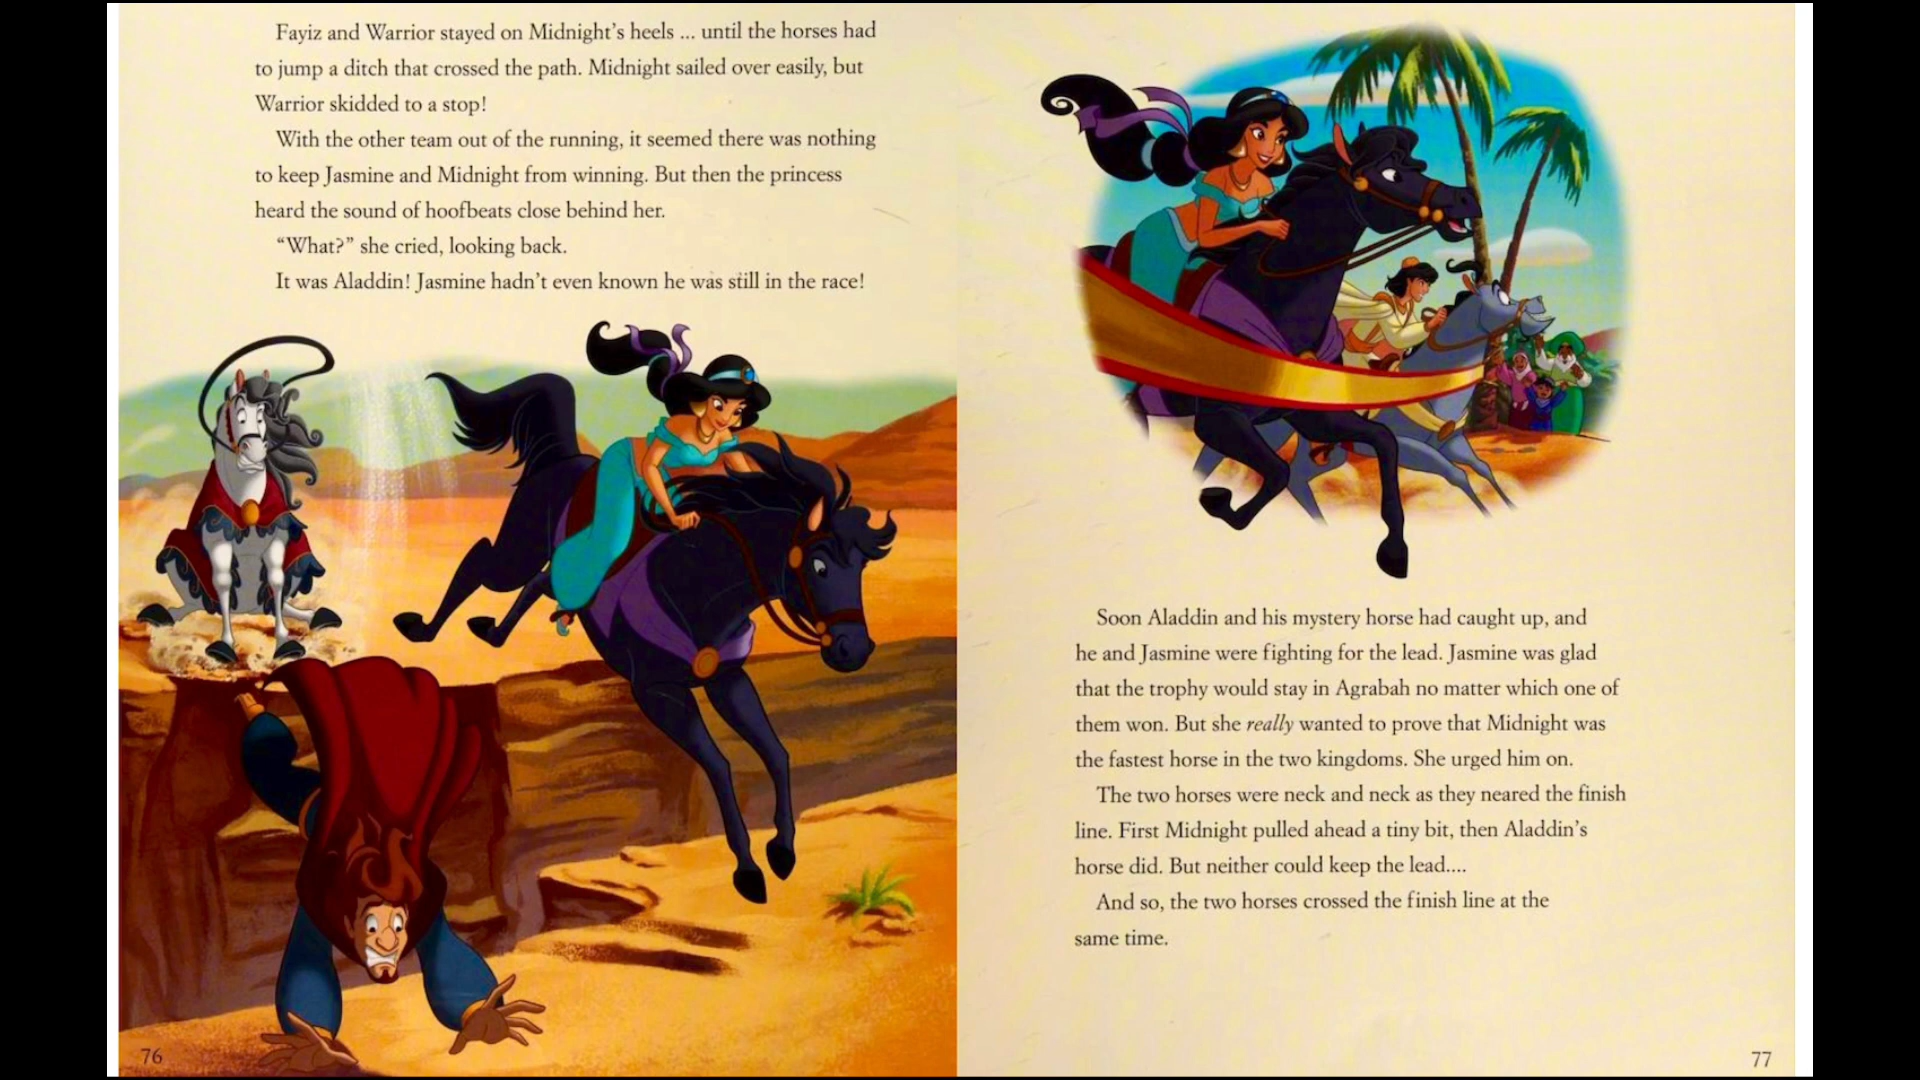 Fayiz and Warrior stayed on Midnight's heels ... until the horses had
to jump a ditch that crossed the path. Midnight sailed over easily, but
Warrior skidded to a stop!
With the other team out of the running, it seemed there was nothing
to keep Jasmine and Midnight from winning. But then the princess
heard the sound of hoofbeats close behind her.
“What?” she cried, looking back.
It was Aladdin! Jasmine hadn't even known he was still in the race!
76
Soon Aladdin and his mystery horse had caught up, and
he and Jasmine were fighting for the lead. Jasmine was glad
that the trophy would stay in Agrabah no matter which one of
them won. But she really wanted to prove that Midnight was
the fastest horse in the two kingdoms. She urged him on.
The two horses were neck and neck as they neared the finish
line. First Midnight pulled ahead a tiny bit, then Aladdin's
horse did. But neither could keep the lead....
And so, the two horses crossed the finish line at the
same time.
77